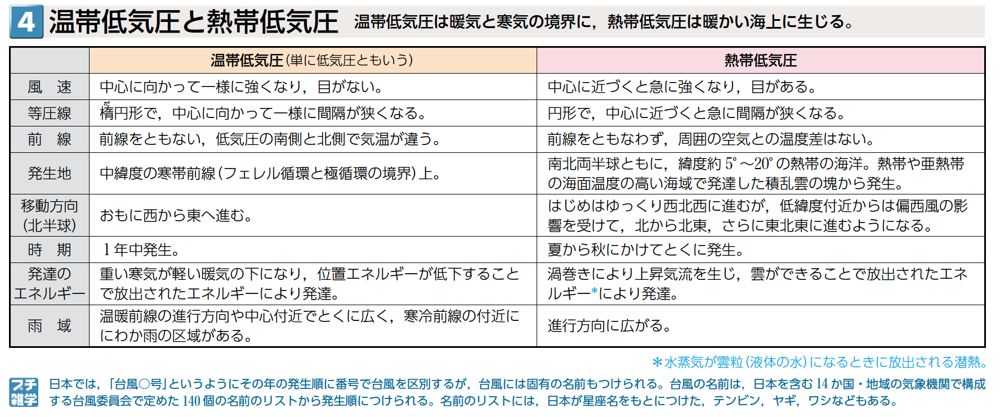 4 温帯低気圧と熱帯低気圧 温帯低気圧は暖気と寒気の境界に，熱帯低気圧は暖かい海上に生じる。
温帯低気圧（単に低気圧ともいう） 熱帯低気圧
風　速 中心に向かって一様に強くなり，目がない。 中心に近づくと急に強くなり，目がある。
だ
等圧線 楕円形で，中心に向かって一様に間隔が狭くなる。 円形で，中心に近づくと急に間隔が狭くなる。
前　線 前線をともない，低気圧の南側と北側で気温が違う。 前線をともなわず，周囲の空気との温度差はない。
発生地 中緯度の寒帯前線（フェレル循環と極循環の境界）上。
南北両半球ともに，緯度約 5°～20°の熱帯の海洋。熱帯や亜熱帯
の海面温度の高い海域で発達した積乱雲の塊から発生。
移動方向
（北半球）
おもに西から東へ進む。
はじめはゆっくり西北西に進むが，低緯度付近からは偏西風の影
響を受けて，北から北東，さらに東北東に進むようになる。
時　期 1 年中発生。 夏から秋にかけてとくに発生。
発達の
エネルギー
重い寒気が軽い暖気の下になり，位置エネルギーが低下すること
で放出されたエネルギーにより発達。
渦巻きにより上昇気流を生じ，雲ができることで放出されたエネ
ルギー*により発達。
雨　域
温暖前線の進行方向や中心付近でとくに広く，寒冷前線の付近に
にわか雨の区域がある。
進行方向に広がる。
＊水蒸気が雲粒（液体の水）になるときに放出される潜熱。
プチ
雑学
日本では，「台風○号」というようにその年の発生順に番号で台風を区別するが，台風には固有の名前もつけられる。台風の名前は，日本を含む 14 か国・地域の気象機関で構成
する台風委員会で定めた 140 個の名前のリストから発生順につけられる。名前のリストには，日本が星座名をもとにつけた，テンビン，ヤギ，ワシなどもある。